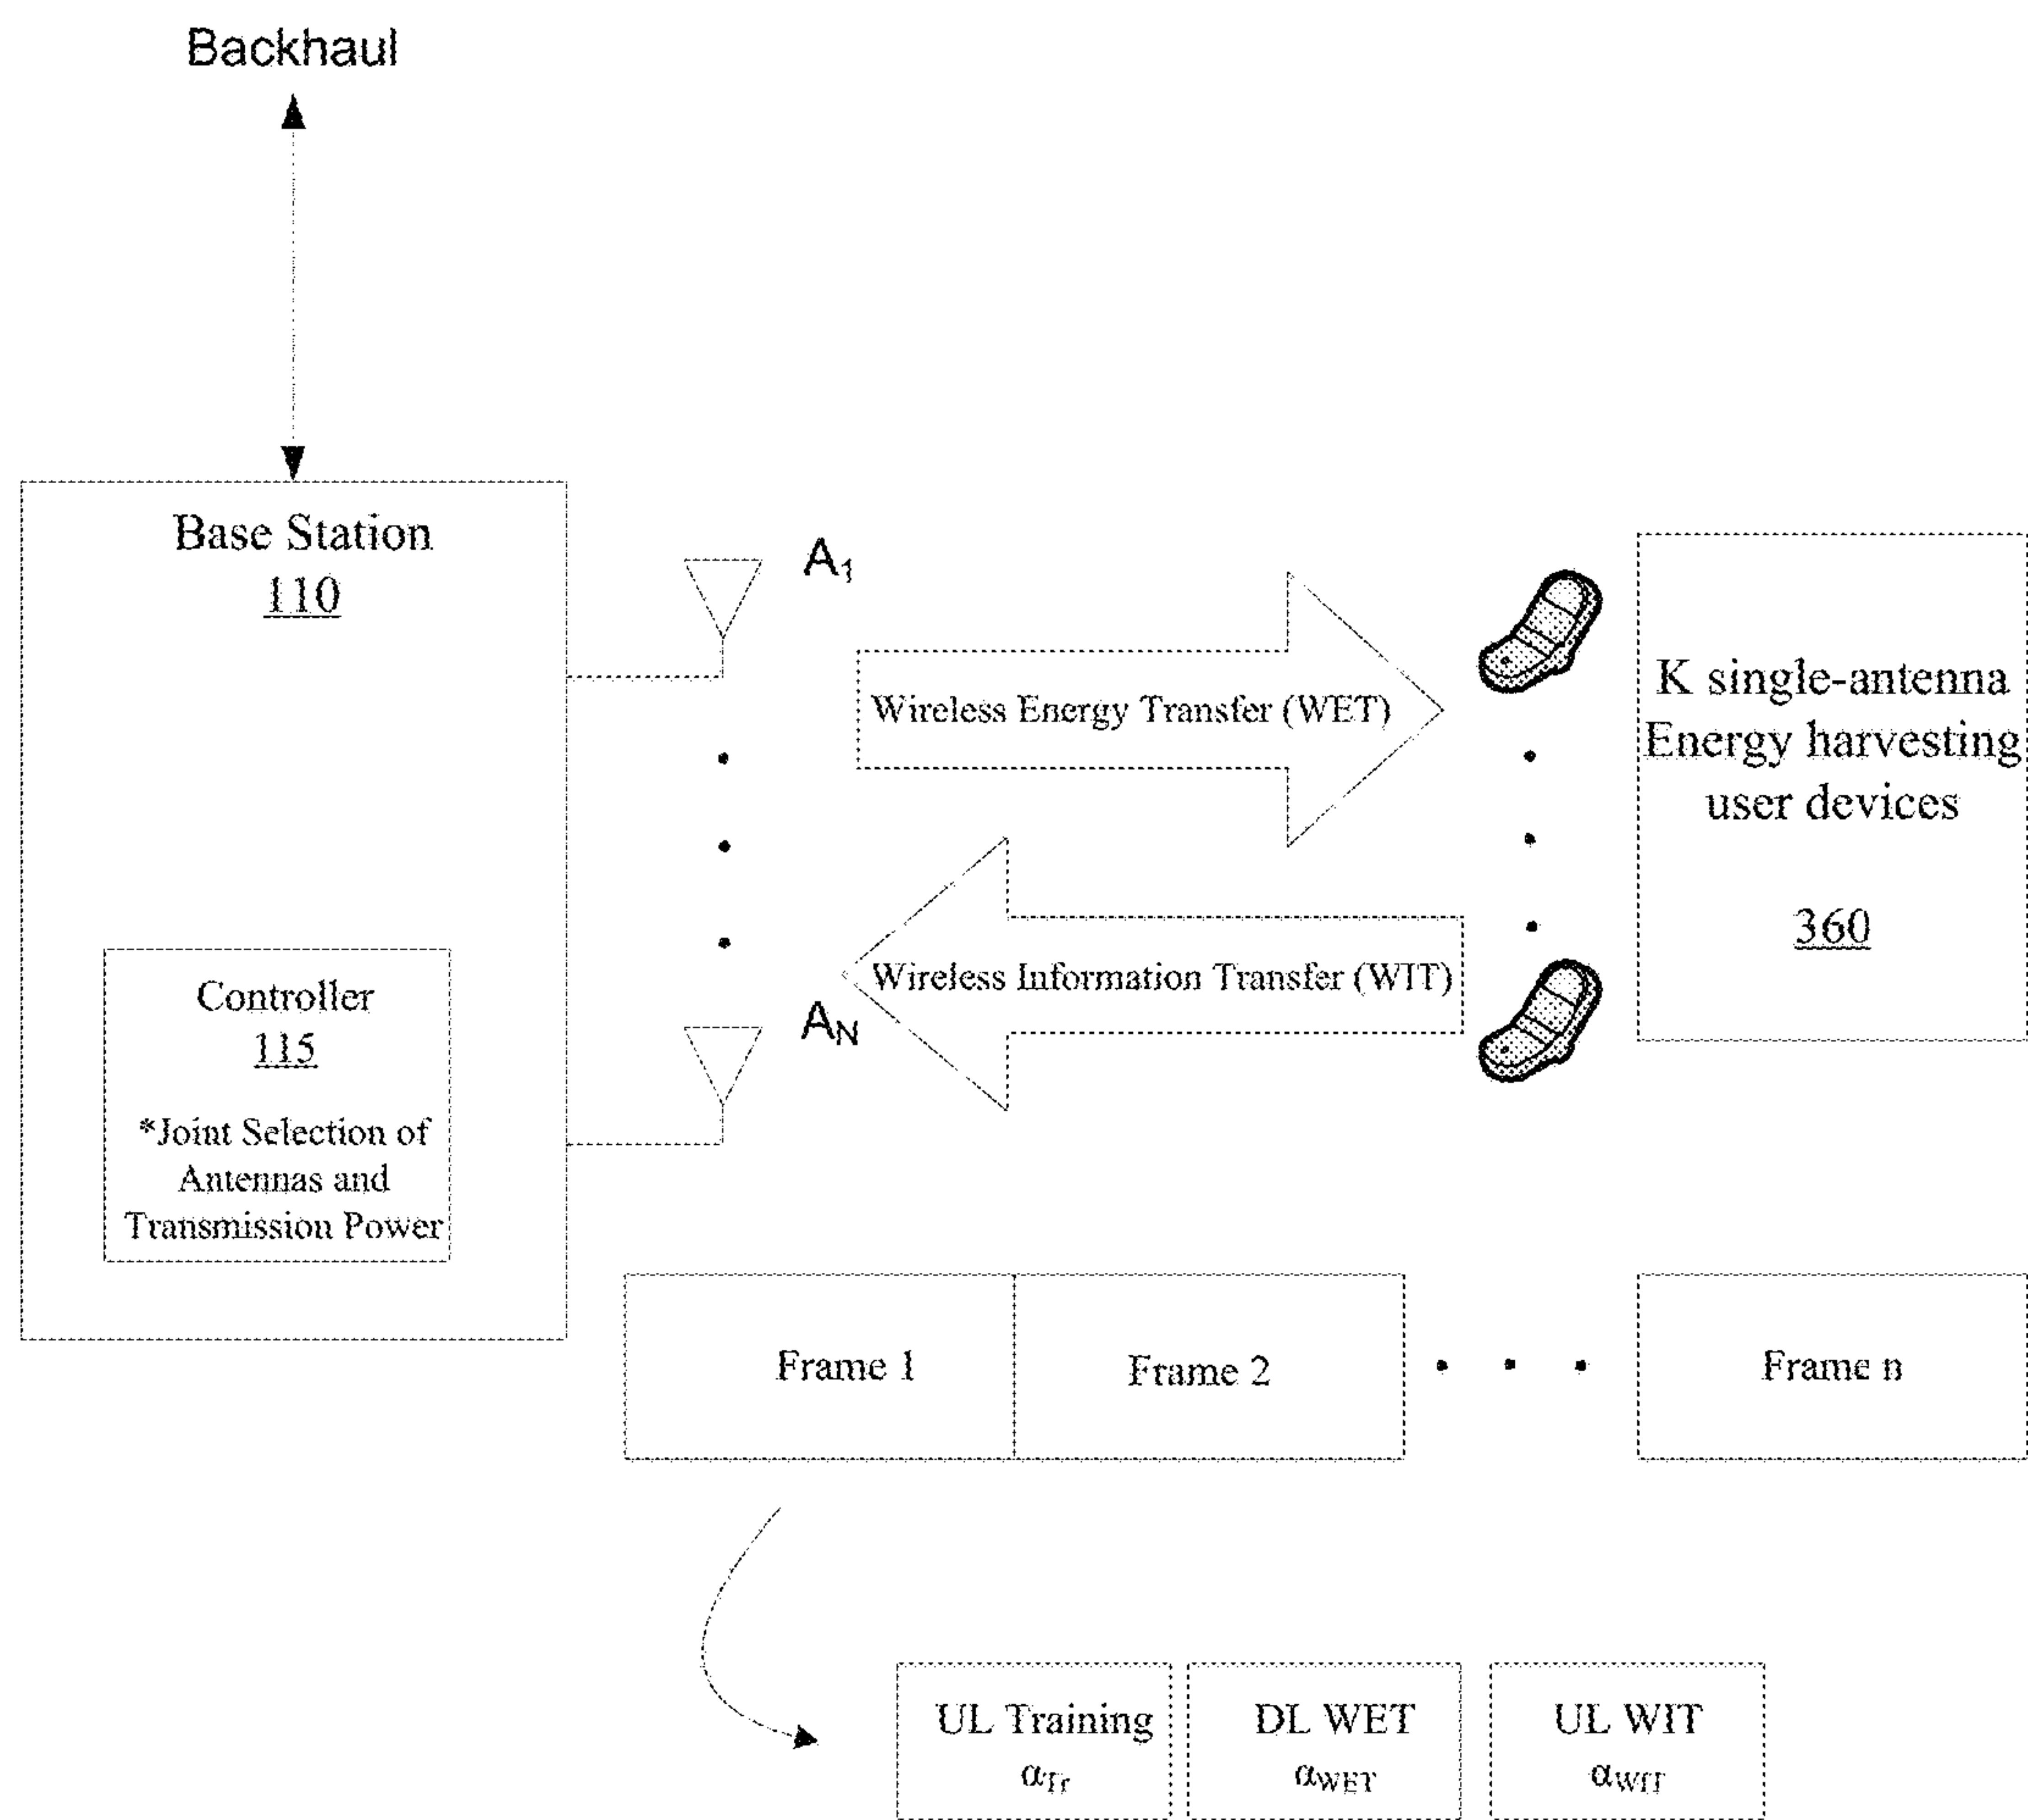 Backhaul
Base Station
110
A1
Wireless Energy Transfer (WET)
K single-antenna
Energy harvesting
user devices
360
Wireless Information Transfer (WIT)
AN
Controller
115
*Joint Selection of
Antennas and
Transmission Power
Frame 1
Frame 2
Frame n
UL Training
αTr
DL WET
αWET
UL WIT
αWIT